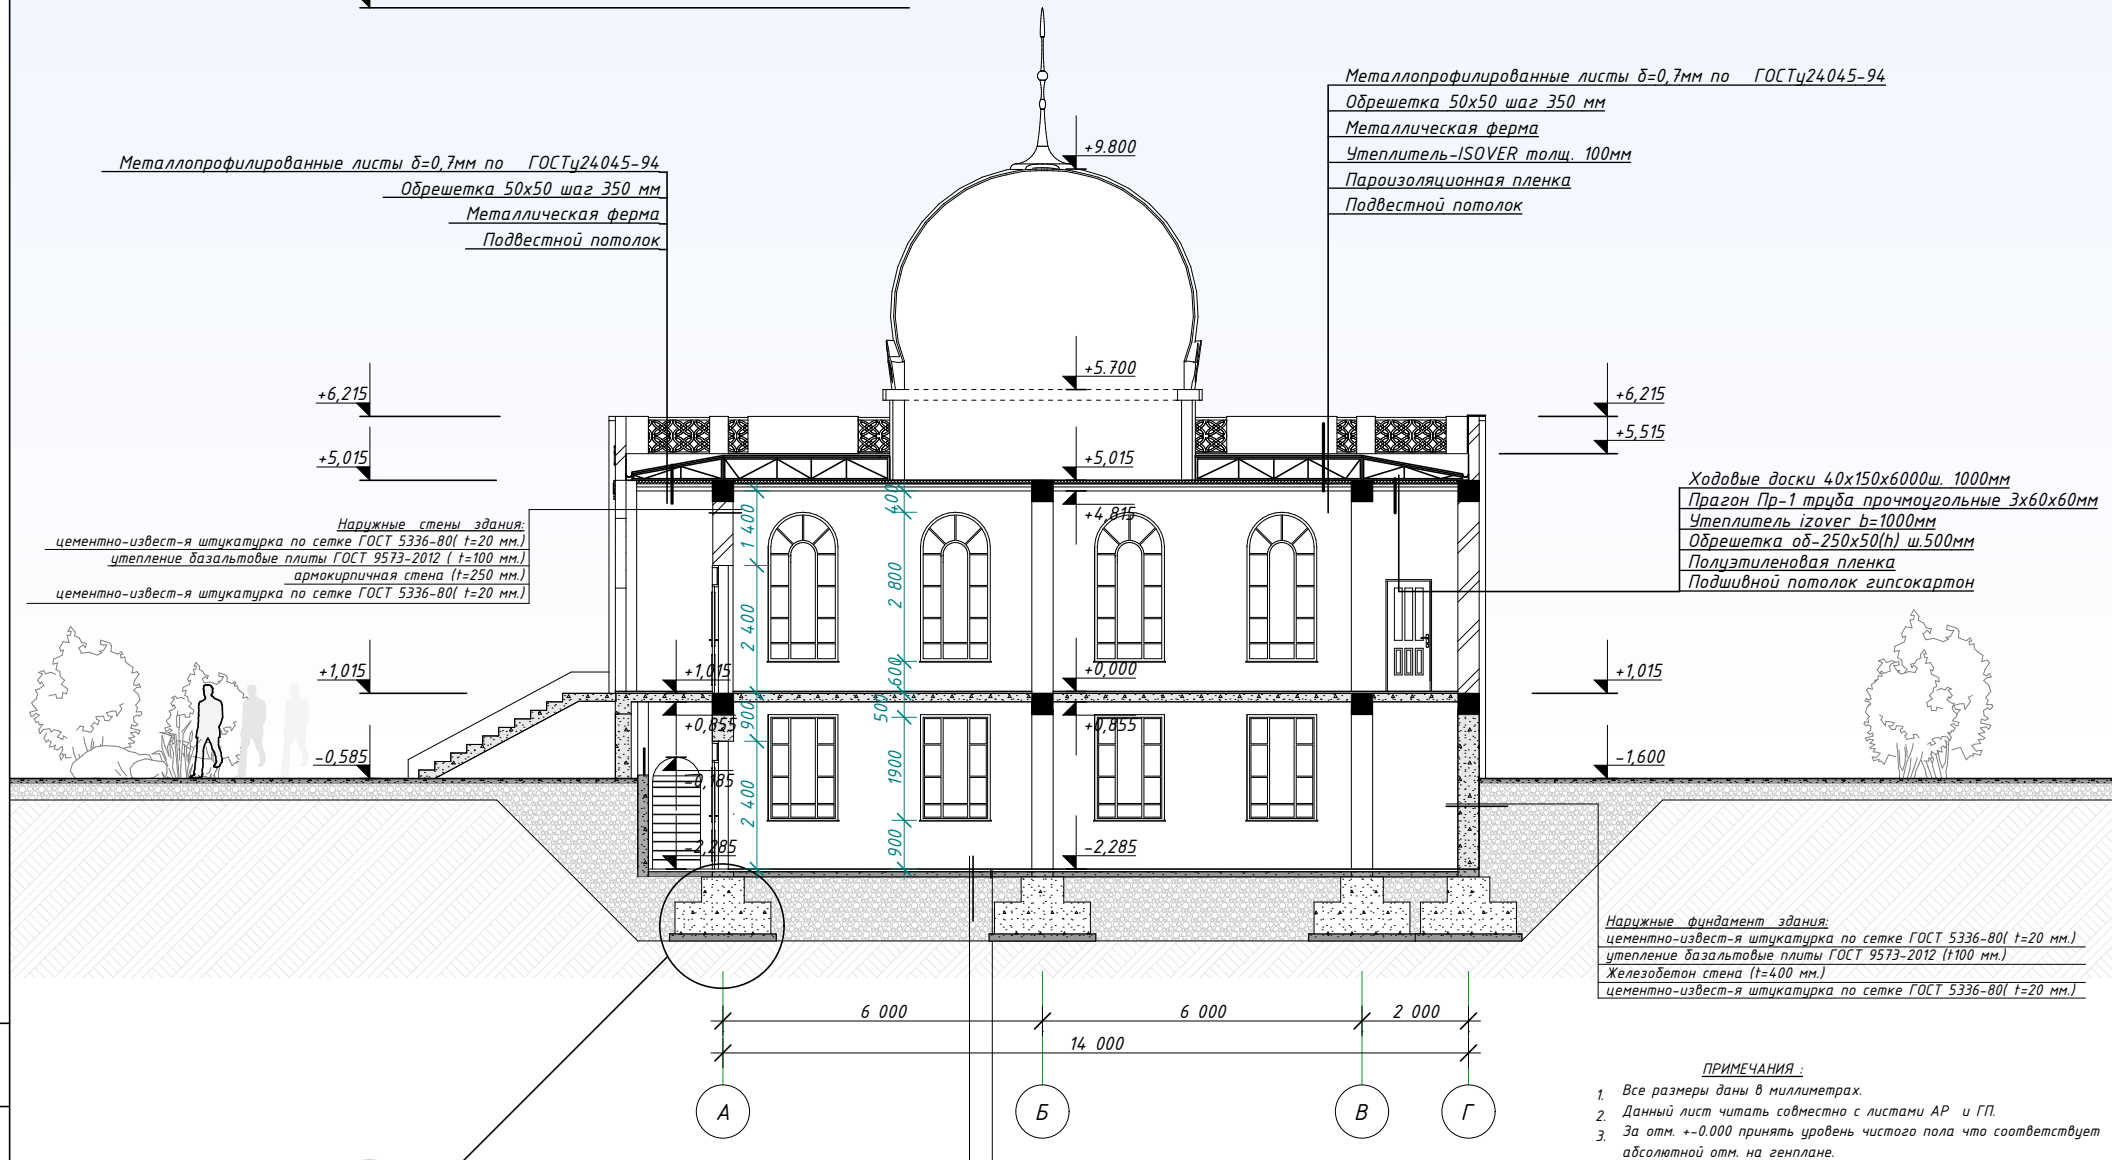 Металлопрофилированные листы δ=0,7мм по ГОСТу24045-94
Обрешетка 50х50 шаг 350 мм
Металлическая ферма
Подвестной потолок
Металлопрофилированные листы δ=0,7мм по ГОСТу24045-94
Обрешетка 50х50 шаг 350 мм
Металлическая ферма
Утеплитель-ISOVER толщ. 100мм
Пароизоляционная пленка
Подвестной потолок
+9.800
+5.700
+6,215
+5,015
+6,215
+5,515
+5,015
+4,815
Наружные стены здания:
цементно-извест-я штукатурка по сетке ГОСТ 5336-80( t=20 мм.)
утепление базальтовые плиты ГОСТ 9573-2012 ( t=100 мм.)
армокирпичная стена (t=250 мм.)
цементно-извест-я штукатурка по сетке ГОСТ 5336-80( t=20 мм.)
Ходовые доски 40х150х6000ш. 1000мм
Прагон Пр-1 труба прочмоугольные 3х60х60мм
Утеплитель izover b=1000мм
Обрешетка об-250х50(h) ш.500мм
Полуэтиленовая пленка
Подшивной потолок гипсокартон
1 400
400
2 800
2 400
600
+1,015
+1,015
+0,000
+1,015
900
500
+0,855
+0,855
-0,585
-0,185
1900
-1,600
2 400
900
-2,285
-2,285
Наружные фундамент здания:
цементно-извест-я штукатурка по сетке ГОСТ 5336-80( t=20 мм.)
утепление базальтовые плиты ГОСТ 9573-2012 (t100 мм.)
Железобетон стена (t=400 мм.)
цементно-извест-я штукатурка по сетке ГОСТ 5336-80( t=20 мм.)
6 000
6 000
2 000
14 000
А
Б
В
Г
ПРИМЕЧАНИЯ :
1. Все размеры даны в миллиметрах.
2. Данный лист читать совместно с листами АР и ГП.
3. За отм. +-0.000 принять уровень чистого пола что соответствует
абсолютной отм. на генплане.